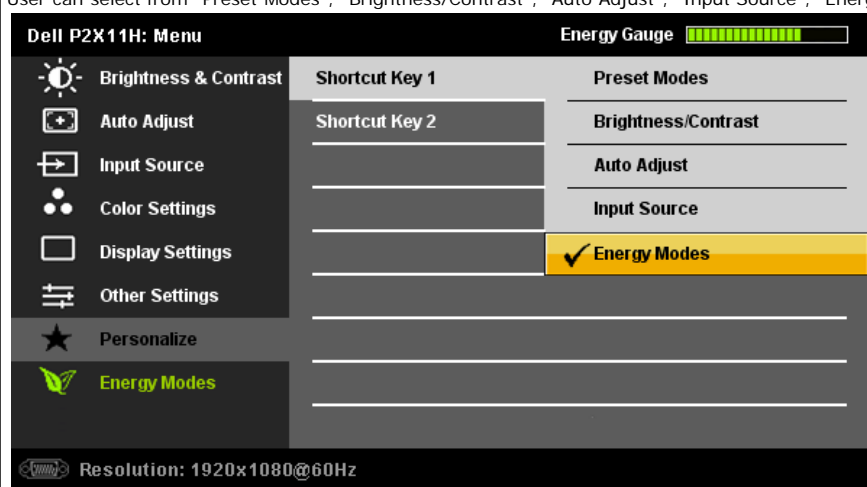 User can select from "Preset Modes", "Brightness/Contrast", "Auto Adjust", "Input Source", "Energ
Dell P2X11H: Menu
Energy Gauge
Brightness & Contrast
Shortcut Key 1
Preset Modes
Auto Adjust
Shortcut Key 2
Brightness/Contrast
Input Source
Auto Adjust
Color Settings
Input Source
Display Settings
Energy Modes
Other Settings
Personalize
Energy Modes
Resolution: 1920x1080@60Hz